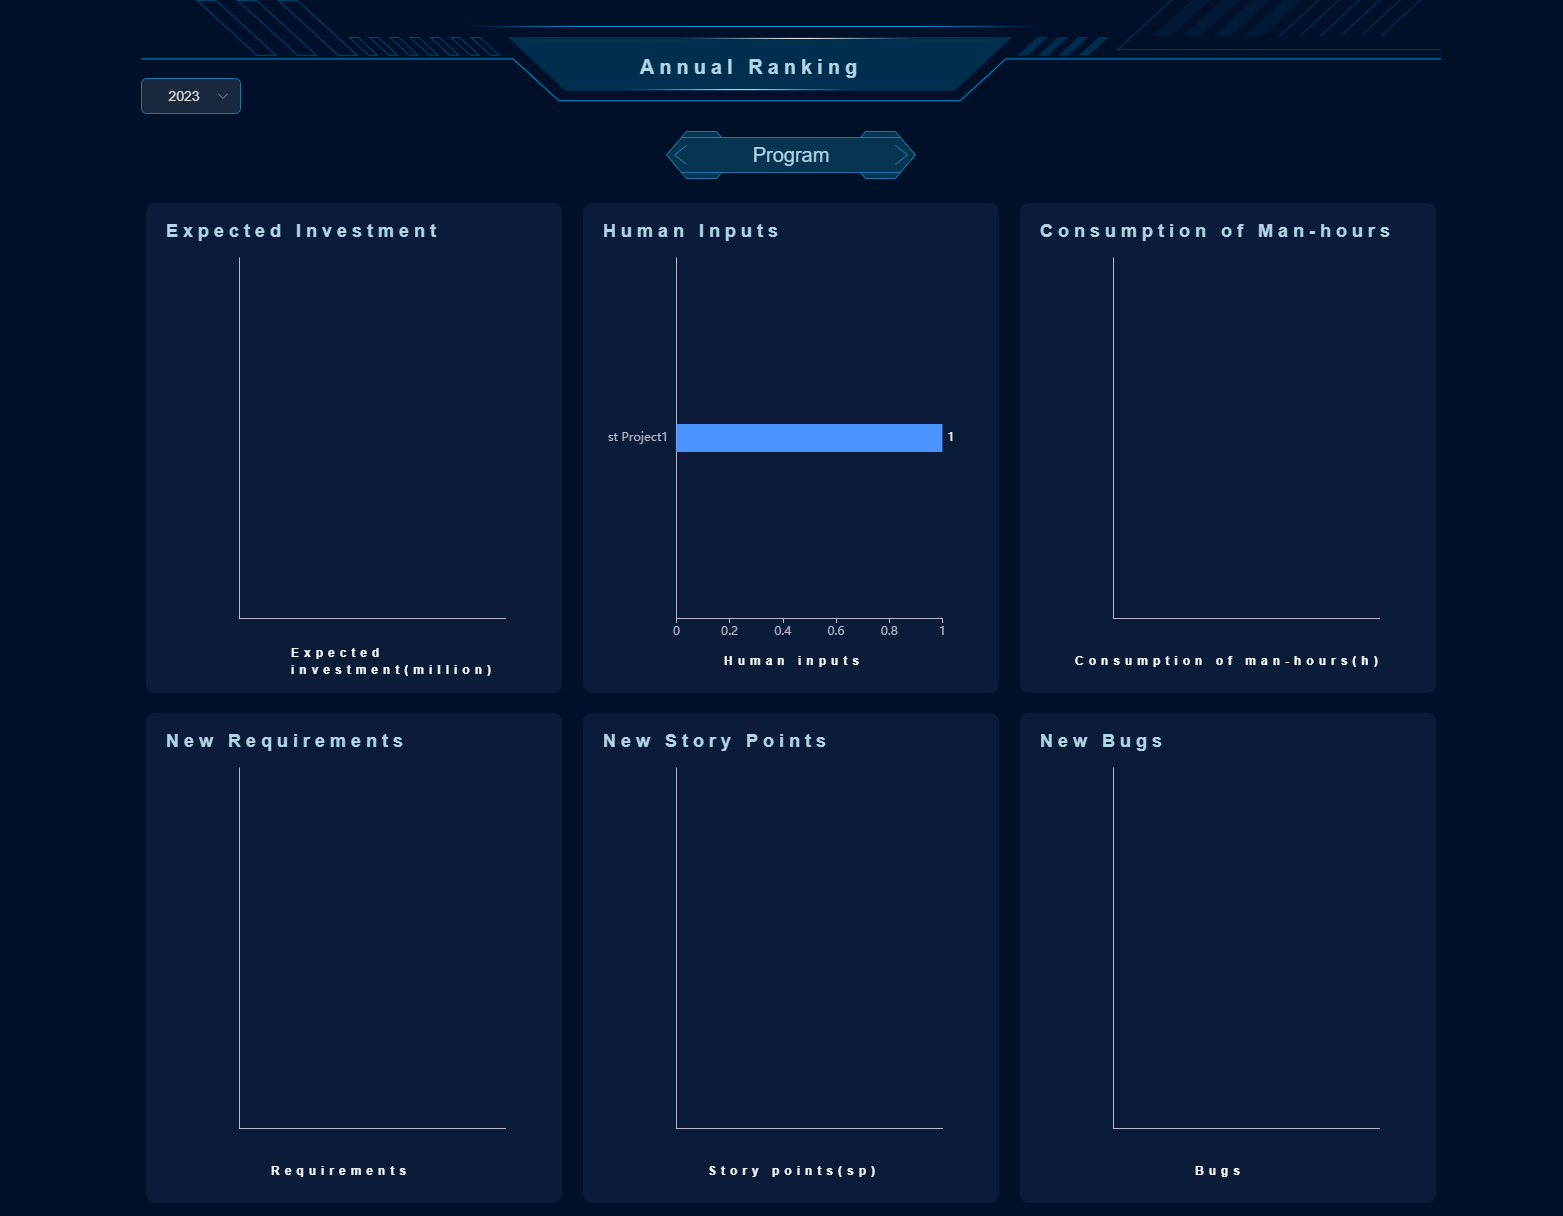 Annual Ranking
2023
Program
Expected Investment
Expected
investment(million)
Human Inputs
st Project1
1
0 0.2 0.4 0.6 0.8 1
Human inputs
Consumption of Man-hours
Consumption of man-hours(h)
New Requirements
Requirements
New Story Points
Story points(sp)
New Bugs
Bugs